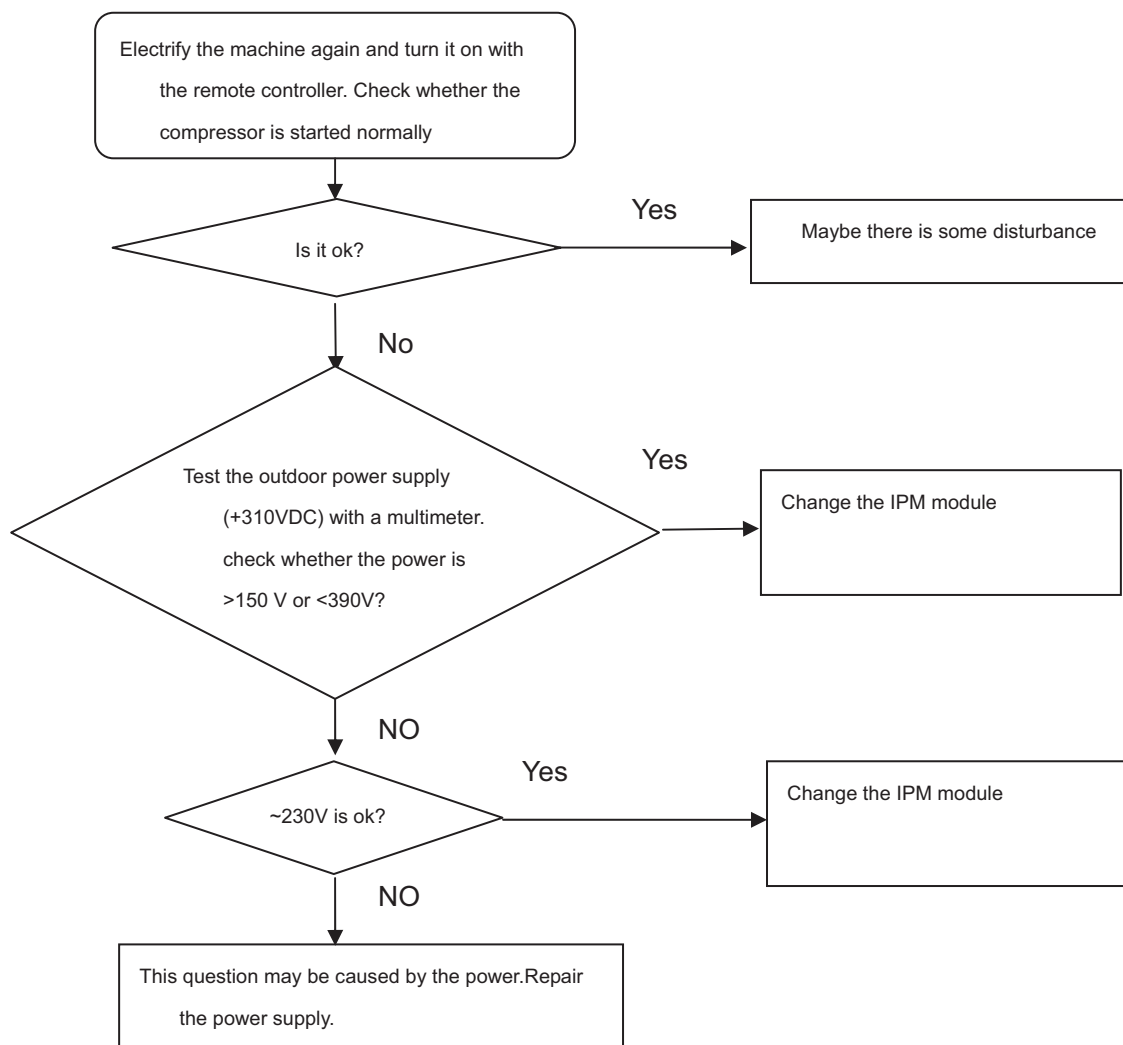 Electrify the machine again and turn it on with
the remote controller. Check whether the
compressor is started normally
Yes
Is it ok?
Maybe there is some disturbance
No
Yes
Test the outdoor power supply
(+310VDC) with a multimeter.
check whether the power is
>150 V or <390V?
Change the IPM module
NO
Yes
~230V is ok?
Change the IPM module
NO
This question may be caused by the power.Repair
the power supply.